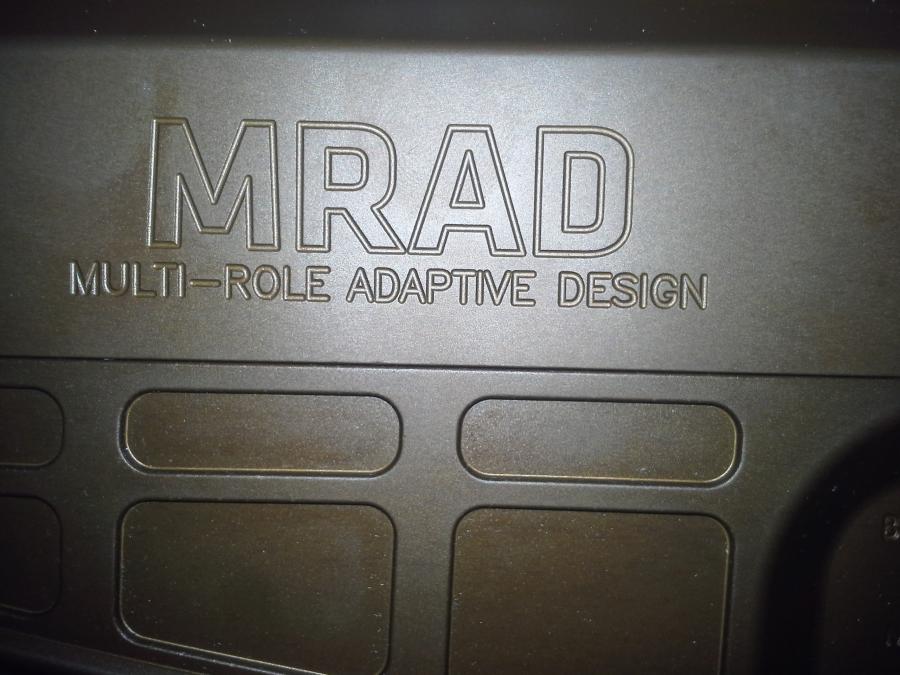 MRAD
MULTI-ROLE ADAPTIVE DESIGN